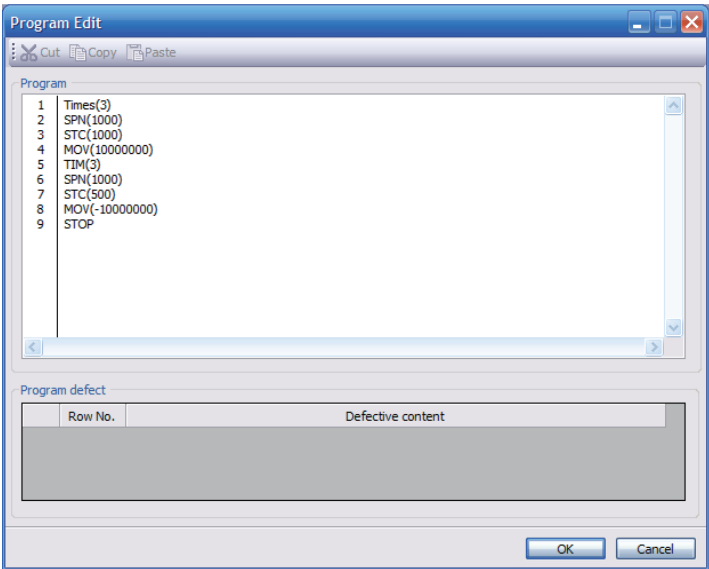 Program Edit
Cut Copy Paste
Program
1 Times(3)
2 SPN(1000)
3 STC(1000)
4 MOV(10000000)
5 TIM(3)
6 SPN(1000)
7 STC(500)
8 MOV(-10000000)
9 STOP
Program defect
Row No. Defective content
OK Cancel